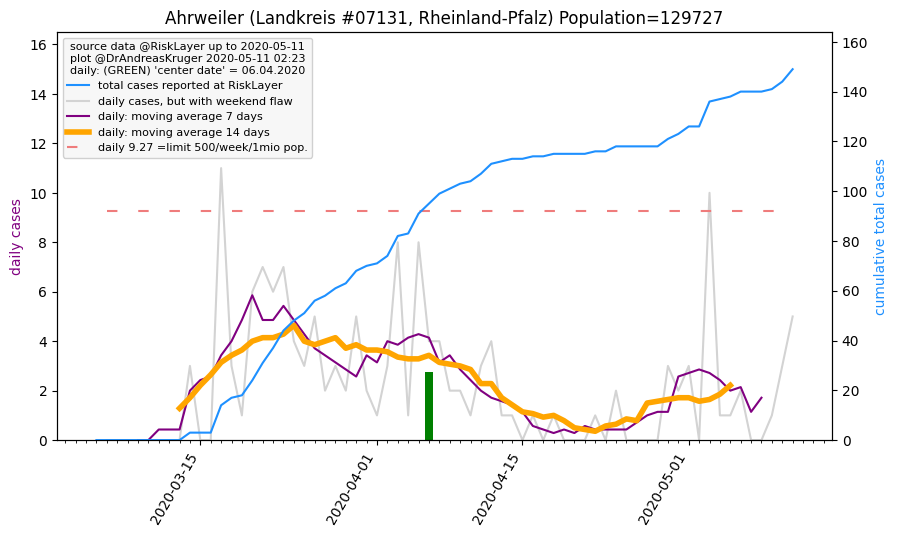 Ahrweiler (Landkreis #07131, Rheinland-Pfalz) Population=129727
source data @RiskLayer up to 2020-05-11
plot @DrAndreasKruger 2020-05-11 02:23
daily: (GREEN) 'center date' = 06.04.2020
total cases reported at RiskLayer
daily cases, but with weekend flaw
daily: moving average 7 days
daily: moving average 14 days
daily 9.27 =limit 500/week/1mio pop.
daily cases
16
14
12
10
8
6
4
2
0
160
140
120
100
80
60
40
20
0
cumulative total cases
2020-03-15
2020-04-01
2020-04-15
2020-05-01